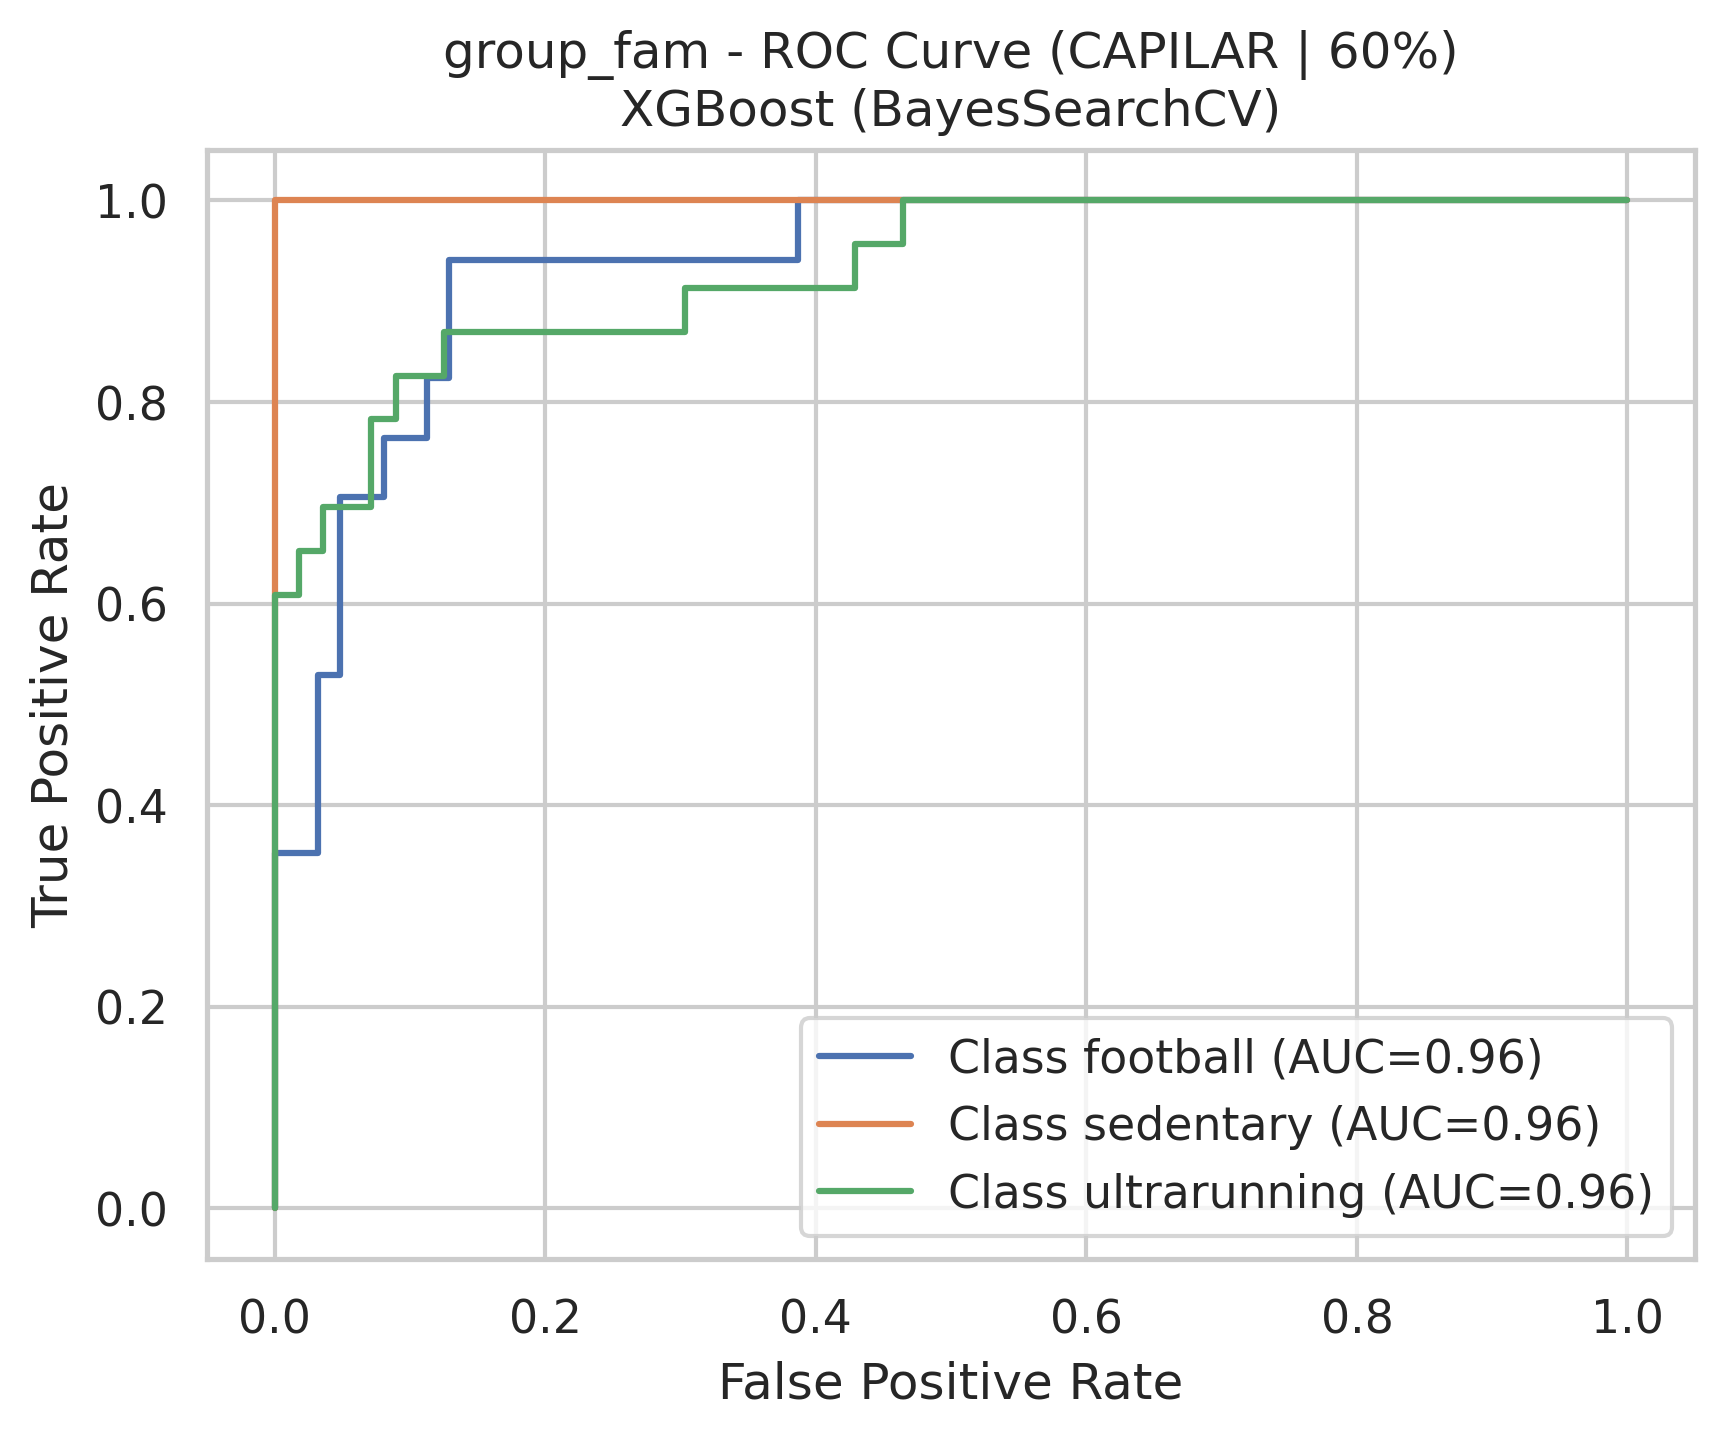 group_fam - ROC Curve (CAPILAR | 60%)
XGBoost (BayesSearchCV)
True Positive Rate
1.0
0.8
0.6
0.4
0.2
0.0
Class football (AUC=0.96)
Class sedentary (AUC=0.96)
Class ultrarunning (AUC=0.96)
0.0 0.2 0.4 0.6 0.8 1.0
False Positive Rate